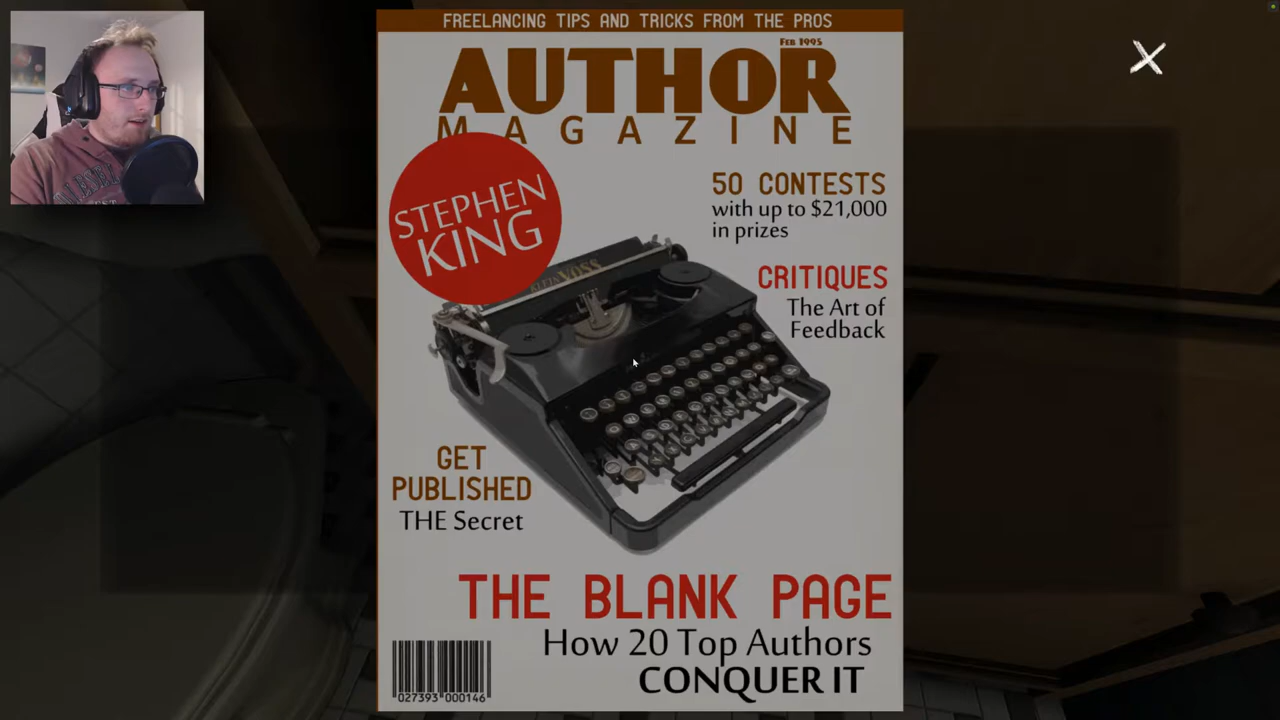 FREELANCING TIPS AND TRICKS FROM THE PROS
Feb 1995
AUTHOR
MAGAZINE
STEPHEN
KING
50 CONTESTS
with up to $21,000
in prizes
KLEIN VOSS
CRITIQUES
The Art of
Feedback
GET
PUBLISHED
THE Secret
THE BLANK PAGE
How 20 Top Authors
CONQUER IT
027393 000146